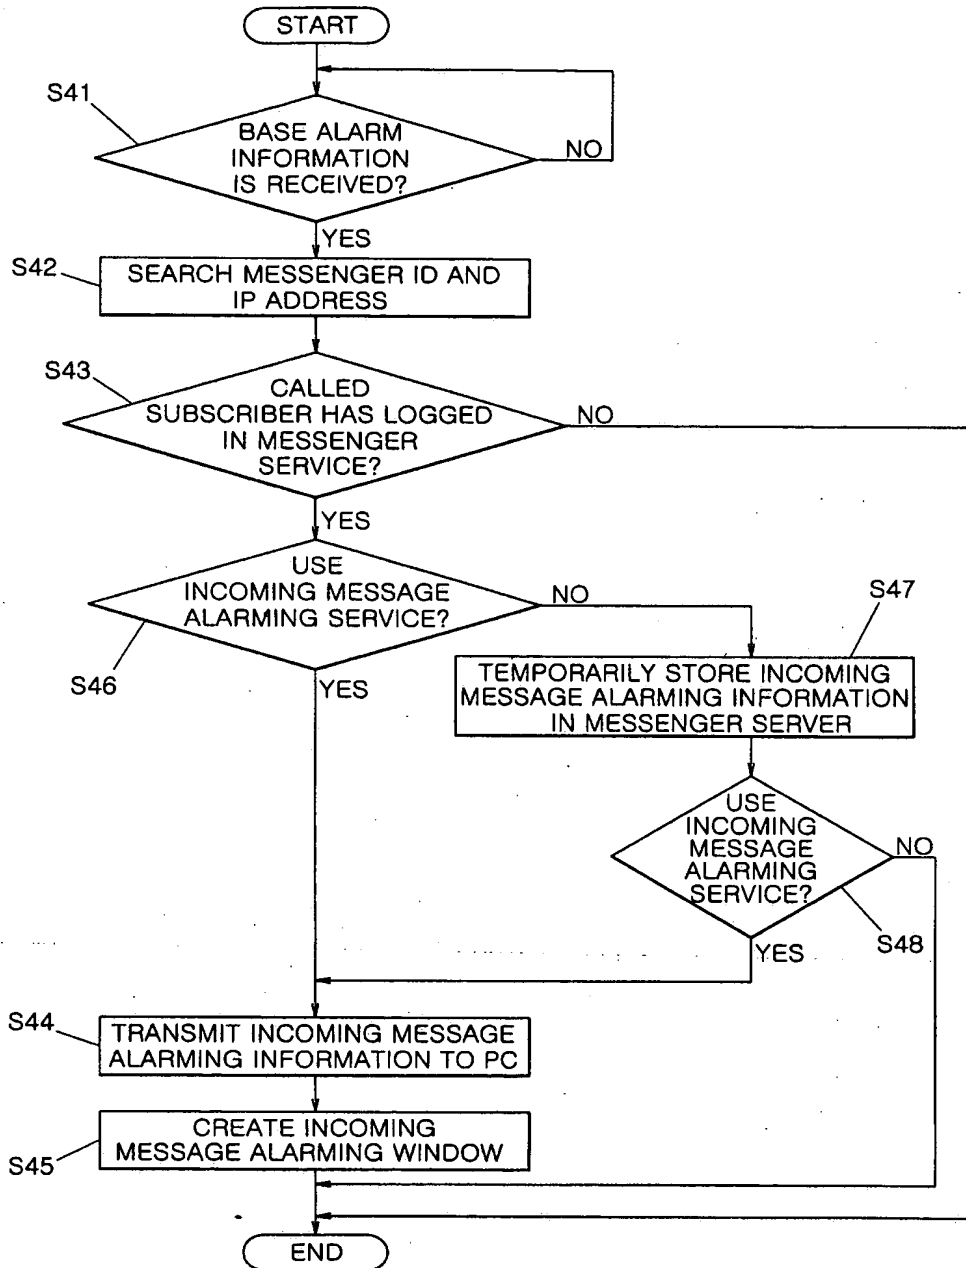 START
S41
BASE ALARM
INFORMATION
IS RECEIVED?
NO
YES
S42
SEARCH MESSENGER ID AND
IP ADDRESS
S43
CALLED
SUBSCRIBER HAS LOGGED
IN MESSENGER
SERVICE?
NO
YES
USE
INCOMING MESSAGE
ALARMING SERVICE?
NO
S46
YES
S47
TEMPORARILY STORE INCOMING
MESSAGE ALARMING INFORMATION
IN MESSENGER SERVER
USE
INCOMING
MESSAGE
ALARMING
SERVICE?
NO
S48
YES
S44
TRANSMIT INCOMING MESSAGE
ALARMING INFORMATION TO PC
CREATE INCOMING
MESSAGE ALARMING WINDOW
S45
END